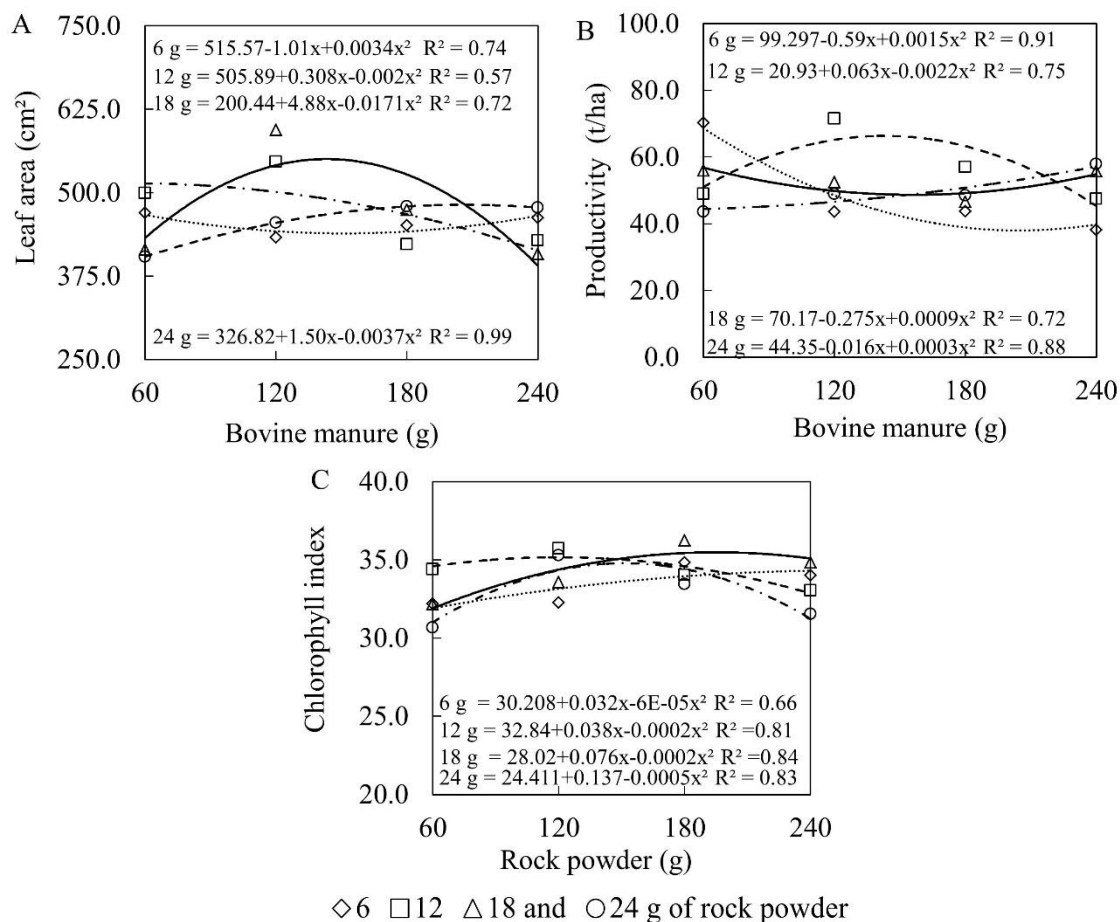 A
750.0
625.0
500.0
375.0
250.0
Leaf area (cm²)
6 g = 515.57-1.01x+0.0034x² R² = 0.74
12 g = 505.89+0.308x-0.002x² R² = 0.57
18 g = 200.44+4.88x-0.0171x² R² = 0.72
24 g = 326.82+1.50x-0.0037x² R² = 0.99
60 120 180 240
Bovine manure (g)
B
100.0
80.0
60.0
40.0
20.0
0.0
Productivity (t/ha)
6 g = 99.297-0.59x+0.0015x² R² = 0.91
12 g = 20.93+0.063x-0.0022x² R² = 0.75
18 g = 70.17-0.275x+0.0009x² R² = 0.72
24 g = 44.35-0.016x+0.0003x² R² = 0.88
60 120 180 240
Bovine manure (g)
C
40.0
35.0
30.0
25.0
20.0
Chlorophyll index
6 g = 30.208+0.032x-6E-05x² R² = 0.66
12 g = 32.84+0.038x-0.0002x² R² =0.81
18 g = 28.02+0.076x-0.0002x² R² =0.84
24 g = 24.411+0.137-0.0005x² R² = 0.83
60 120 180 240
Rock powder (g)
◇6 □12 △18 and ○24 g of rock powder